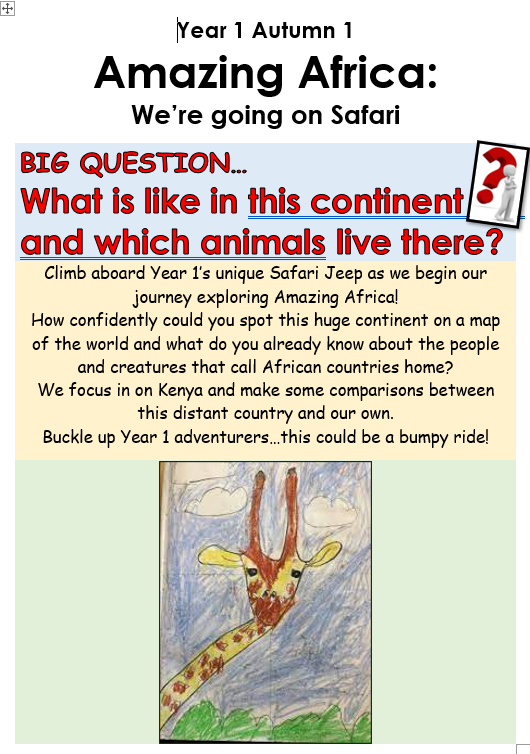 Year 1 Autumn 1
Amazing Africa:
We're going on Safari
BIG QUESTION…
What is like in this continent
and which animals live there?
Climb aboard Year 1's unique Safari Jeep as we begin our
journey exploring Amazing Africa!
How confidently could you spot this huge continent on a map
of the world and what do you already know about the people
and creatures that call African countries home?
We focus in on Kenya and make some comparisons between
this distant country and our own.
Buckle up Year 1 adventurers…this could be a bumpy ride!